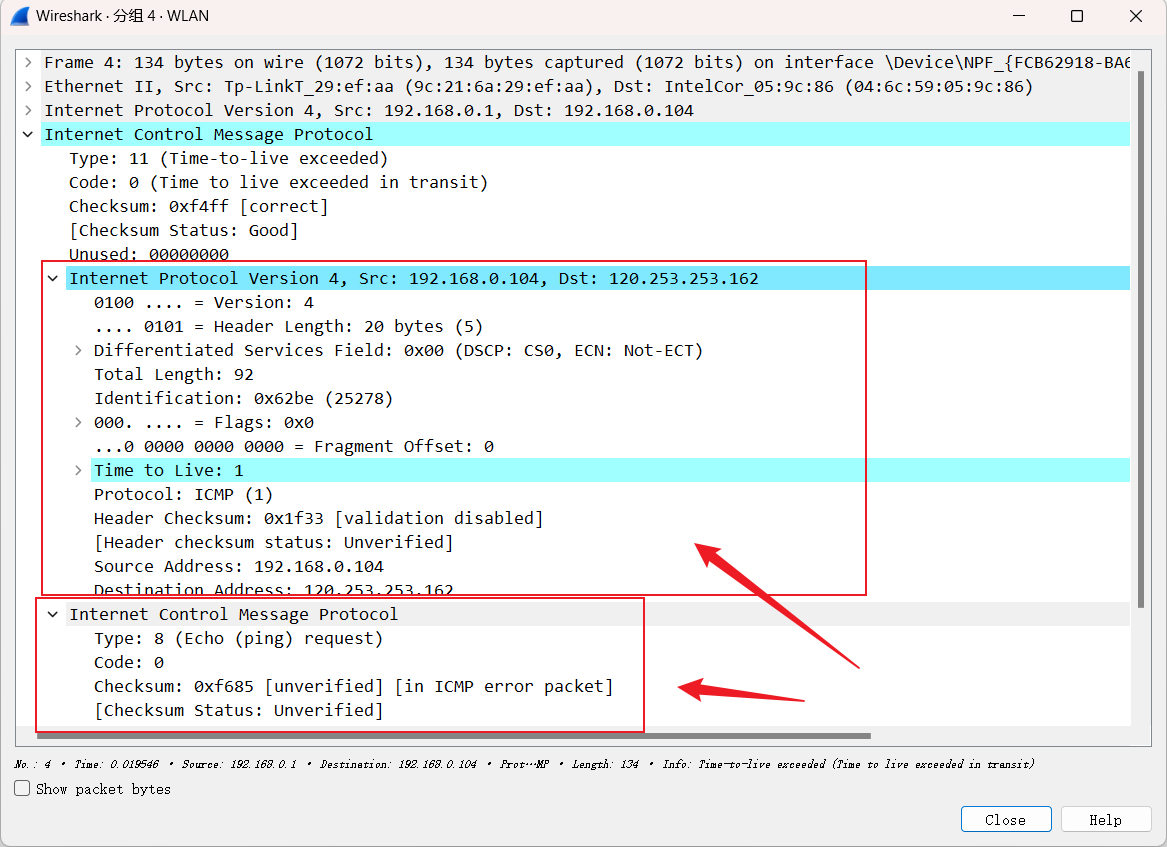 Wireshark · 分组 4 · WLAN
Frame 4: 134 bytes on wire (1072 bits), 134 bytes captured (1072 bits) on interface \Device\NPF_{FCB62918-BA6
Ethernet II, Src: Tp-LinkT_29:ef:aa (9c:21:6a:29:ef:aa), Dst: IntelCor_05:9c:86 (04:6c:59:05:9c:86)
Internet Protocol Version 4, Src: 192.168.0.1, Dst: 192.168.0.104
Internet Control Message Protocol
Type: 11 (Time-to-live exceeded)
Code: 0 (Time to live exceeded in transit)
Checksum: 0xf4ff [correct]
[Checksum Status: Good]
Unused: 00000000
Internet Protocol Version 4, Src: 192.168.0.104, Dst: 120.253.253.162
0100 .... = Version: 4
.... 0101 = Header Length: 20 bytes (5)
Differentiated Services Field: 0x00 (DSCP: CS0, ECN: Not-ECT)
Total Length: 92
Identification: 0x62be (25278)
000. .... = Flags: 0x0
...0 0000 0000 0000 = Fragment Offset: 0
Time to Live: 1
Protocol: ICMP (1)
Header Checksum: 0x1f33 [validation disabled]
[Header checksum status: Unverified]
Source Address: 192.168.0.104
Destination Address: 120.253.253.162
Internet Control Message Protocol
Type: 8 (Echo (ping) request)
Code: 0
Checksum: 0xf685 [unverified] [in ICMP error packet]
[Checksum Status: Unverified]
No.: 4 · Time: 0.019546 · Source: 192.168.0.1 · Destination: 192.168.0.104 · Prot…MP · Length: 134 · Info: Time-to-live exceeded (Time to live exceeded in transit)
Show packet bytes
Close
Help